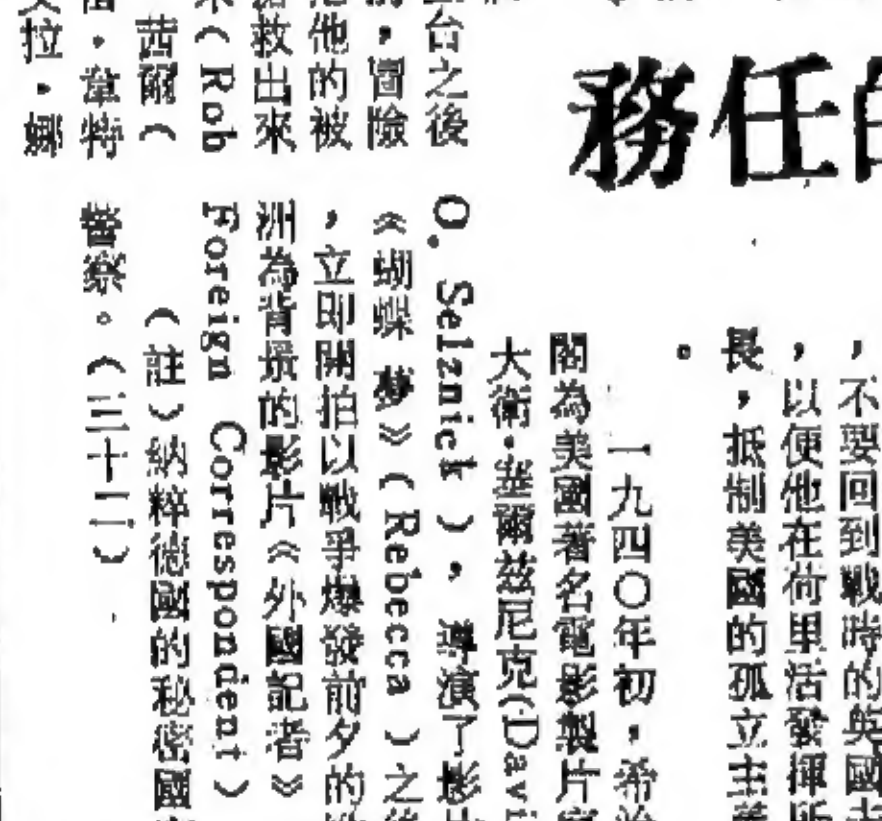 的任務
，不要回到戰時的英國
，以便他在荷里活發揮所
長，抵制美國的孤立主義
。
一九四〇年初，希治
閣為美國著名電影製片家
大衛·塞爾茲尼克(Davi
O. Selznick），導演了影片
《蝴蝶夢》（Rebecca）之後
，立即開拍以戰爭爆發前夕的
洲為背景的影片《外國記者》
Foreign Correspondent）
（註）納粹德國的秘密國
警察。（三十二）
台之後
，冒險
他的被
救出來
（Rob
茜爾（
·韋特
拉·娜